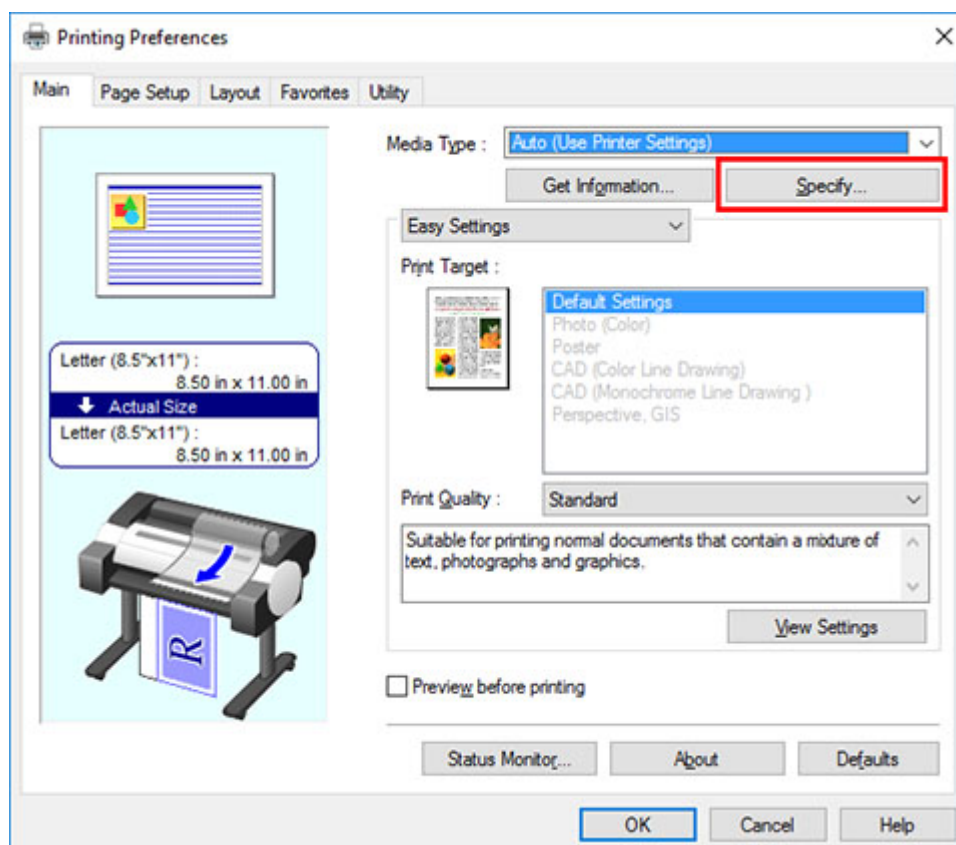 Printing Preferences
Main Page Setup Layout Favorites Utility
Media Type : Auto (Use Printer Settings)
Get Information... Specify...
Easy Settings
Print Target :
Default Settings
Photo (Color)
Poster
CAD (Color Line Drawing)
CAD (Monochrome Line Drawing )
Perspective, GIS
Letter (8.5"x11") :
8.50 in x 11.00 in
Actual Size
Letter (8.5"x11") :
8.50 in x 11.00 in
R
Print Quality : Standard
Suitable for printing normal documents that contain a mixture of
text, photographs and graphics.
View Settings
Preview before printing
Status Monitor... About Defaults
OK Cancel Help